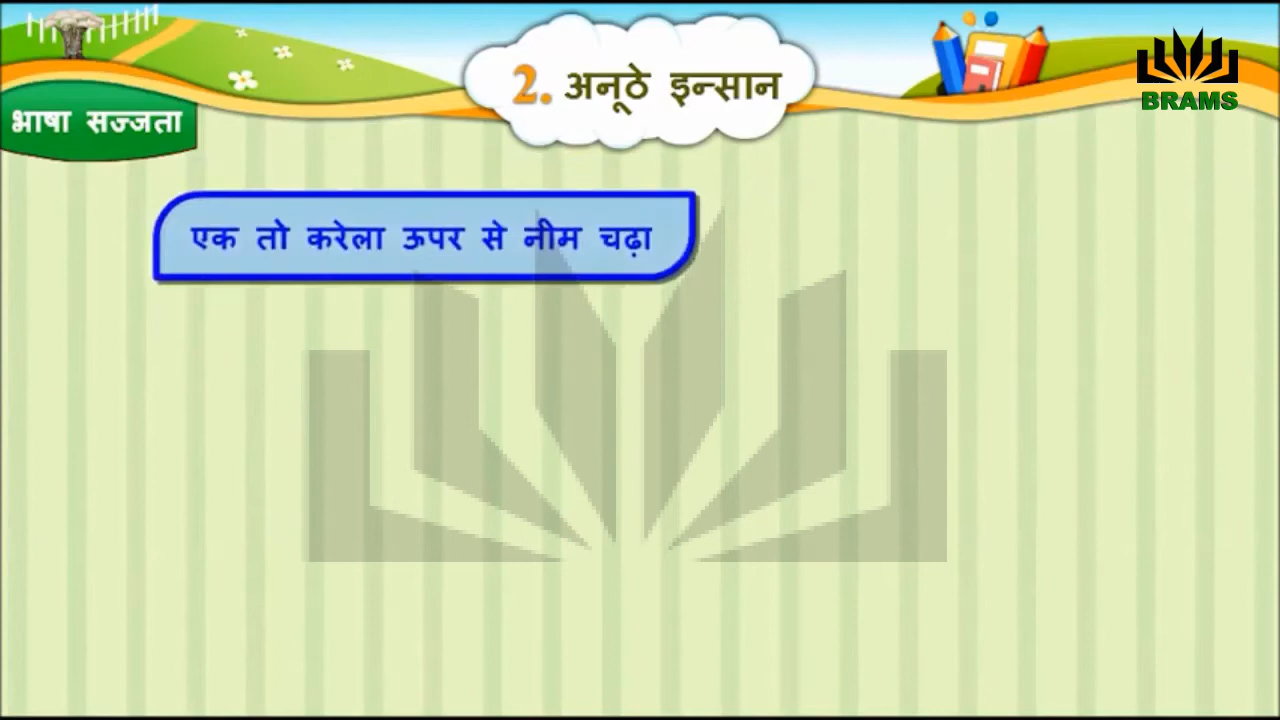 2. अनूठे इन्सान
BRAMS
भाषा सज्जता
एक तो करेला ऊपर से नीम चढ़ा